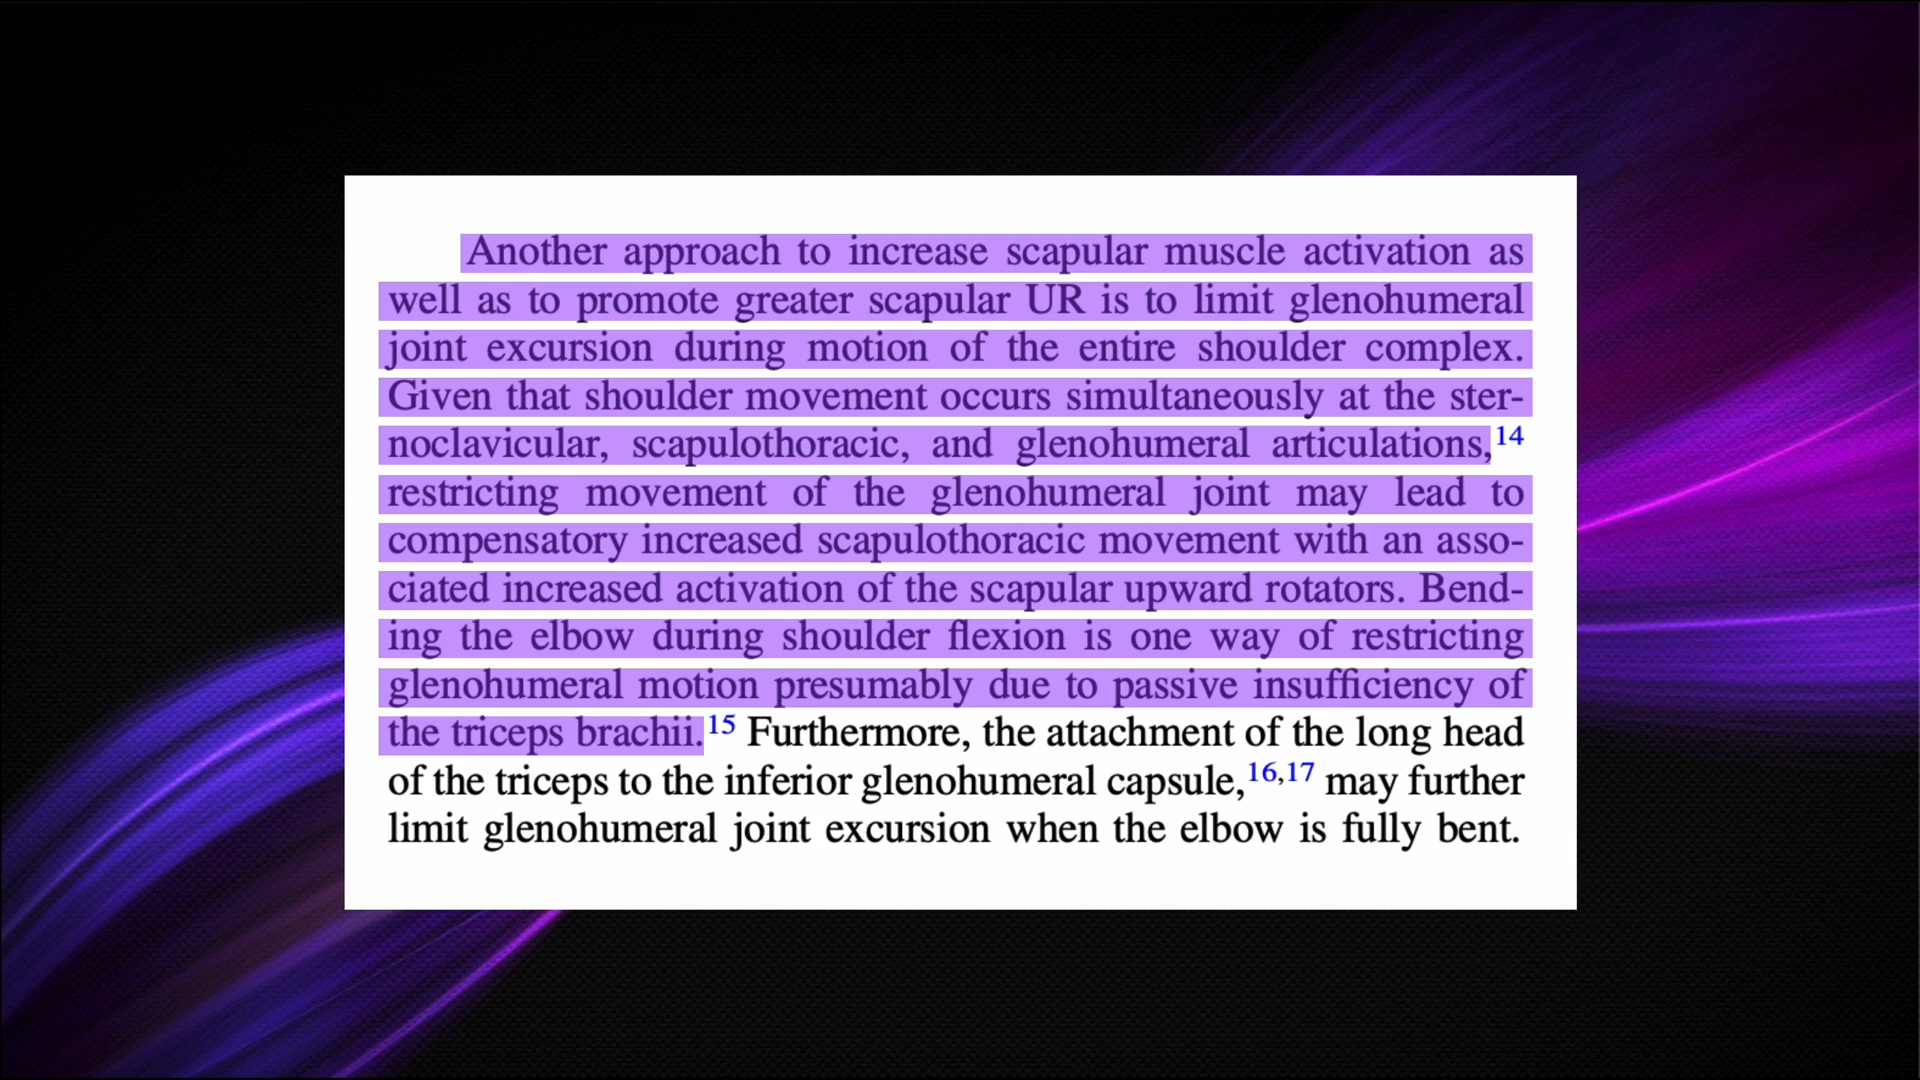 Another approach to increase scapular muscle activation as
well as to promote greater scapular UR is to limit glenohumeral
joint excursion during motion of the entire shoulder complex.
Given that shoulder movement occurs simultaneously at the ster-
noclavicular, scapulothoracic, and glenohumeral articulations,14
restricting movement of the glenohumeral joint may lead to
compensatory increased scapulothoracic movement with an asso-
ciated increased activation of the scapular upward rotators. Bend-
ing the elbow during shoulder flexion is one way of restricting
glenohumeral motion presumably due to passive insufficiency of
the triceps brachii.15 Furthermore, the attachment of the long head
of the triceps to the inferior glenohumeral capsule,16,17 may further
limit glenohumeral joint excursion when the elbow is fully bent.